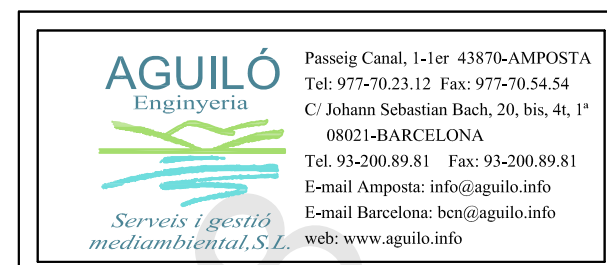 AGUILÓ
Enginyeria
Serveis i gestió
mediambiental,S.L.
Passeig Canal, 1-1er 43870-AMPOSTA
Tel: 977-70.23.12 Fax: 977-70.54.54
C/ Johann Sebastian Bach, 20, bis, 4t, 1ª
08021-BARCELONA
Tel. 93-200.89.81 Fax: 93-200.89.81
E-mail Amposta: info@aguilo.info
E-mail Barcelona: bcn@aguilo.info
web: www.aguilo.info